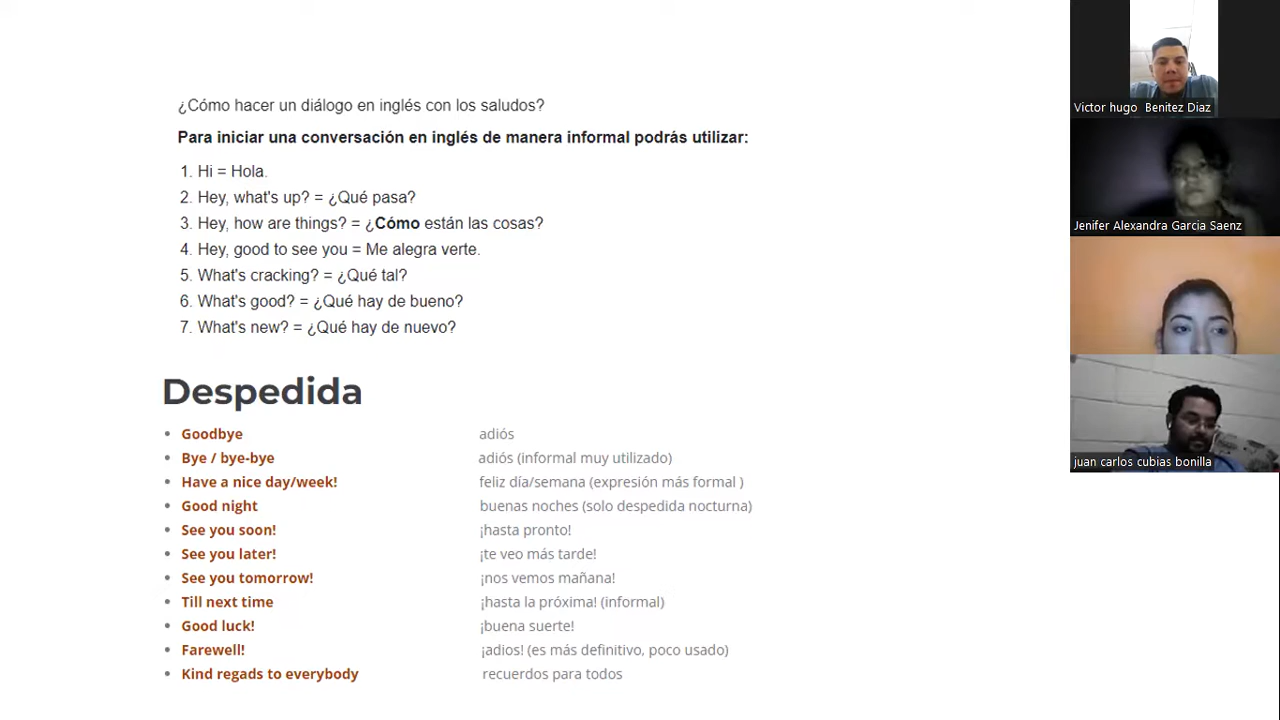 ¿Cómo hacer un diálogo en inglés con los saludos?
Para iniciar una conversación en inglés de manera informal podrás utilizar:
1. Hi = Hola.
2. Hey, what's up? = ¿Qué pasa?
3. Hey, how are things? = ¿Cómo están las cosas?
4. Hey, good to see you = Me alegra verte.
5. What's cracking? = ¿Qué tal?
6. What's good? = ¿Qué hay de bueno?
7. What's new? = ¿Qué hay de nuevo?
Despedida
Goodbye adiós
Bye / bye-bye adiós (informal muy utilizado)
Have a nice day/week! feliz día/semana (expresión más formal )
Good night buenas noches (solo despedida nocturna)
See you soon! ¡hasta pronto!
See you later! ¡te veo más tarde!
See you tomorrow! ¡nos vemos mañana!
Till next time ¡hasta la próxima! (informal)
Good luck! ¡buena suerte!
Farewell! ¡adios! (es más definitivo, poco usado)
Kind regads to everybody recuerdos para todos
Victor hugo Benitez Diaz
Jenifer Alexandra Garcia Saenz
juan carlos cubias bonilla